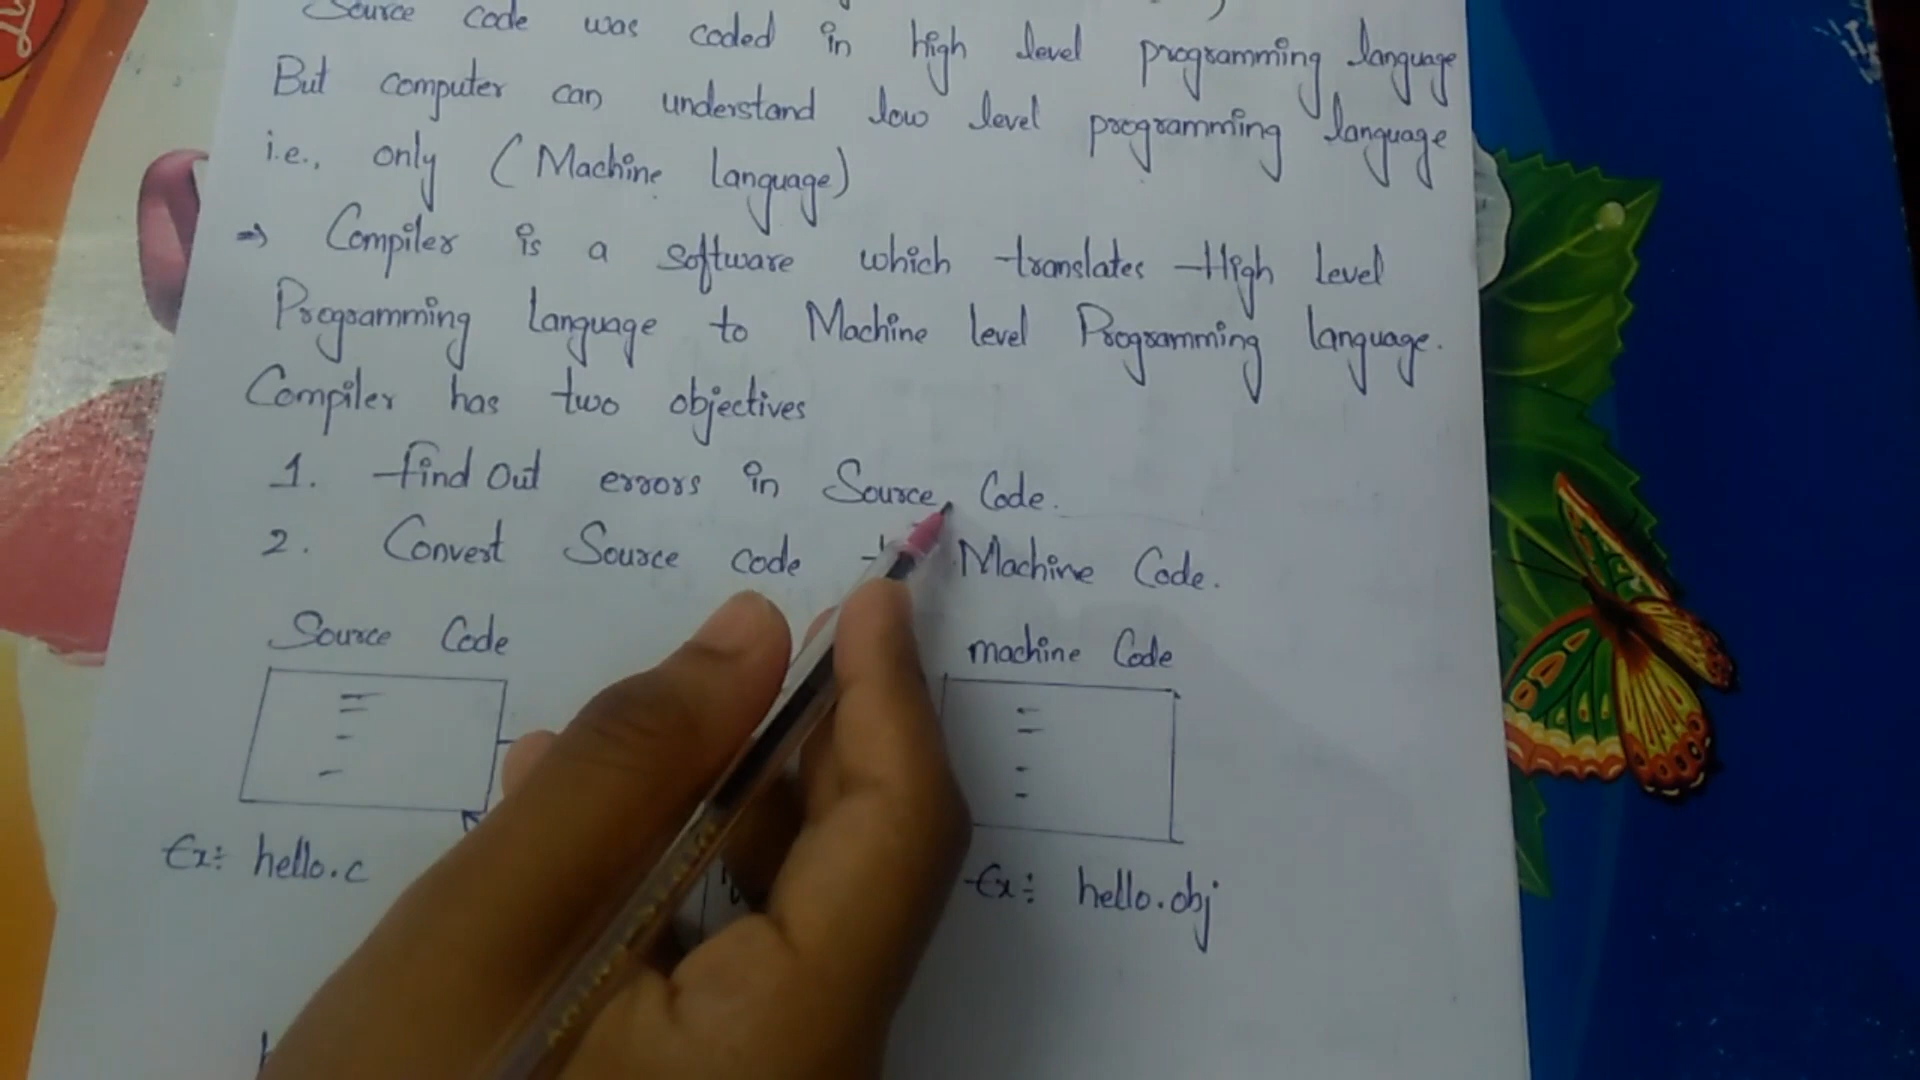 Source Code was coded in high level programming language
But computer can understand low level programming language
i.e., only (Machine language)
⇒ Compiler is a software which translates High level
Programming language to Machine level Programming language.
Compiler has two objectives
1. find out errors in Source Code.
2. Convert Source code Machine Code.
Source Code
machine Code
Ex: hello.c
Ex: hello.obj